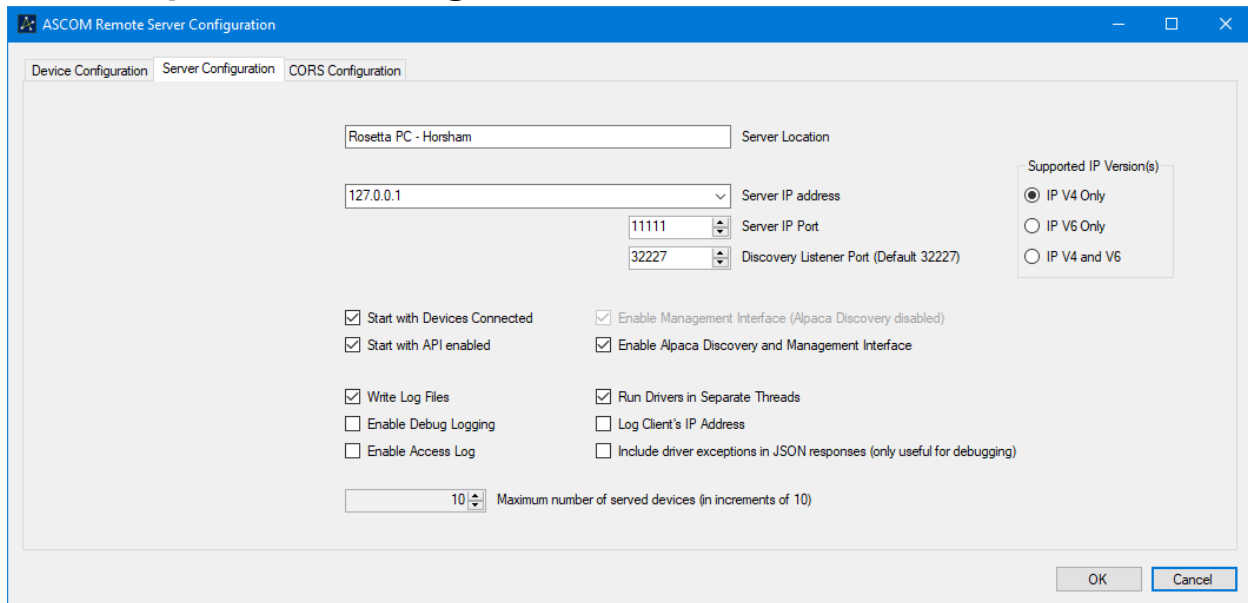 ASCOM Remote Server Configuration
Device Configuration Server Configuration CORS Configuration
Rosetta PC - Horsham Server Location
Supported IP Version(s)
127.0.0.1 Server IP address IP V4 Only
11111 Server IP Port IP V6 Only
32227 Discovery Listener Port (Default 32227) IP V4 and V6
Start with Devices Connected Enable Management Interface (Alpaca Discovery disabled)
Start with API enabled Enable Alpaca Discovery and Management Interface
Write Log Files Run Drivers in Separate Threads
Enable Debug Logging Log Client's IP Address
Enable Access Log Include driver exceptions in JSON responses (only useful for debugging)
10 Maximum number of served devices (in increments of 10)
OK Cancel